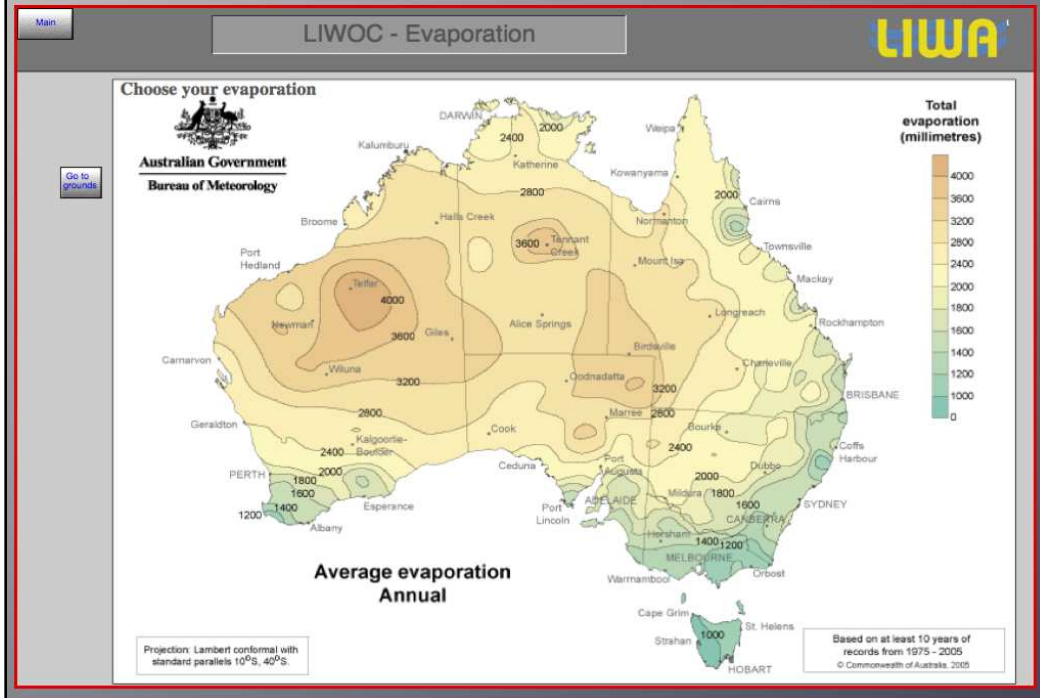 Main
LIWOC - Evaporation
LIWA
Choose your evaporation
Australian Government
Bureau of Meteorology
Go to
grounds
Total
evaporation
(millimetres)
4000
3600
3200
2800
2400
2000
1800
1600
1400
1200
1000
0
DARWIN
2400
2000
Katherine
Kalumburu
Weipa
Kowanyama
2800
2000
Cairns
Halls Creek
Broome
Normanton
3600
Tennant
Creek
Townsville
Port
Hedland
Mount Isa
Mackay
Telfer
4000
Newman
3600
Giles
Alice Springs
Longreach
Rockhampton
Carnarvon
Birdsville
Wiluna
3200
Oodnadatta
Charleville
3200
BRISBANE
2800
Marree
2800
Geraldton
Cook
Bourke
Kalgoorlie-
Boulder
2400
2400
Coffs
Harbour
PERTH
2000
1800
1600
1400
1200
Albany
Esperance
Ceduna
Port
Augusta
2000
Dubbo
Port
Lincoln
ADELAIDE
Mildura
1800
1600
SYDNEY
CANBERRA
Horsham
1400
1200
MELBOURNE
Warrnambool
Orbost
Average evaporation
Annual
Cape Grim
St. Helens
Strahan
1000
HOBART
Projection: Lambert conformal with
standard parallels 10°S, 40°S.
Based on at least 10 years of
records from 1975 - 2005
© Commonwealth of Australia, 2005